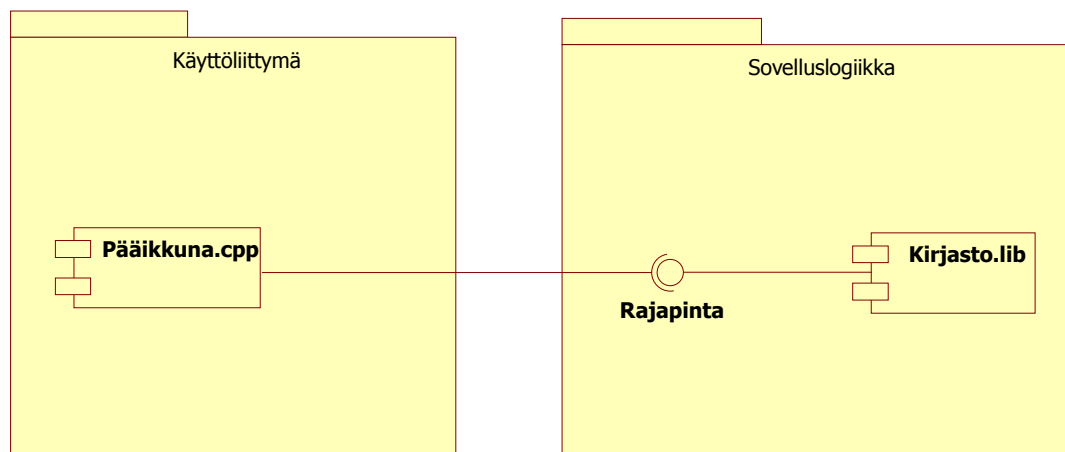 Käyttöliittymä
Sovelluslogiikka
Pääikkuna.cpp
Kirjasto.lib
Rajapinta